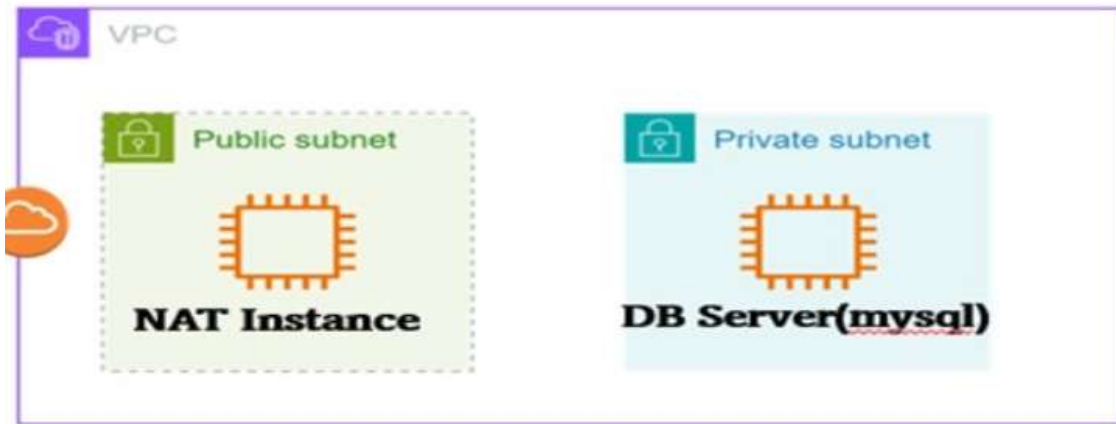 VPC
Public subnet
Private subnet
NAT Instance
DB Server(mysql)